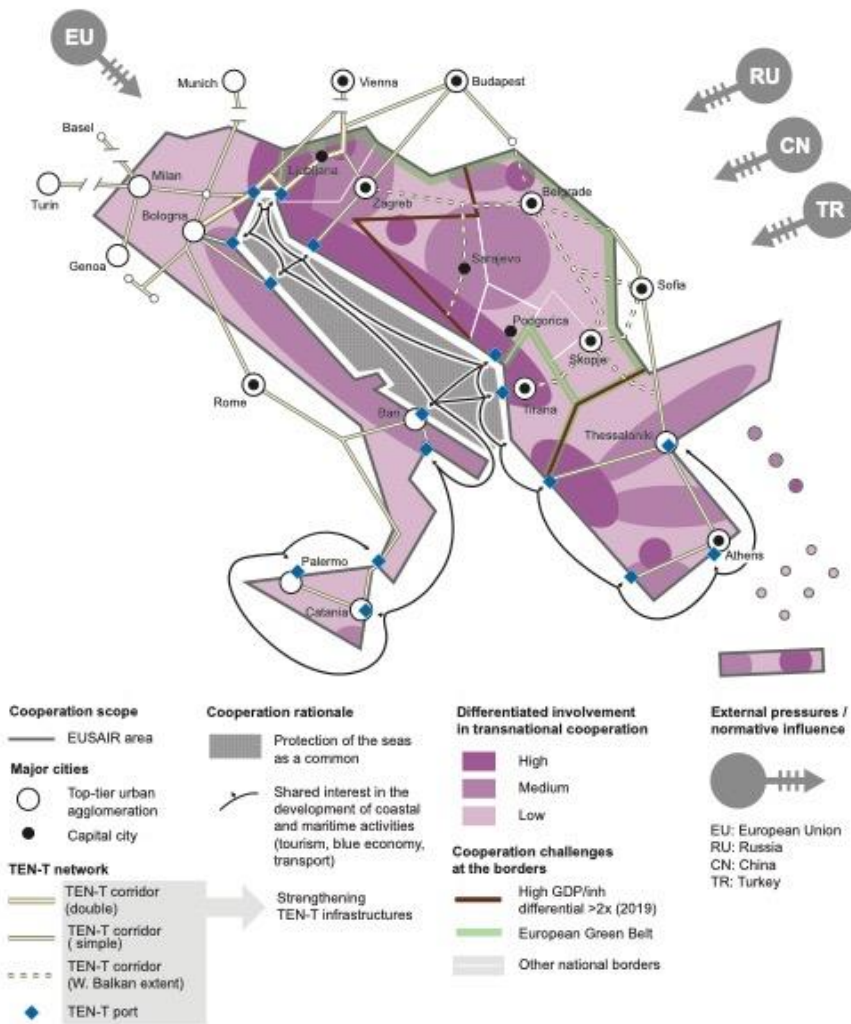 EU
Munich
Vienna
Budapest
RU
Basel
CN
Turin
Milan
Ljubljana
Zagreb
Belgrade
TR
Bologna
Genoa
Sarajevo
Sofia
Podgorica
Skopje
Rome
Bari
Tirana
Thessaloniki
Athens
Palermo
Catania
Cooperation scope
EUSAIR area
Major cities
Top-tier urban
agglomeration
Capital city
TEN-T network
TEN-T corridor
(double)
TEN-T corridor
( simple)
TEN-T corridor
(W. Balkan extent)
TEN-T port
Cooperation rationale
Protection of the seas
as a common
Shared interest in the
development of coastal
and maritime activities
(tourism, blue economy,
transport)
Strengthening
TEN-T infrastructures
Differentiated involvement
in transnational cooperation
High
Medium
Low
Cooperation challenges
at the borders
High GDP/inh
differential >2x (2019)
European Green Belt
Other national borders
External pressures /
normative influence
EU: European Union
RU: Russia
CN: China
TR: Turkey